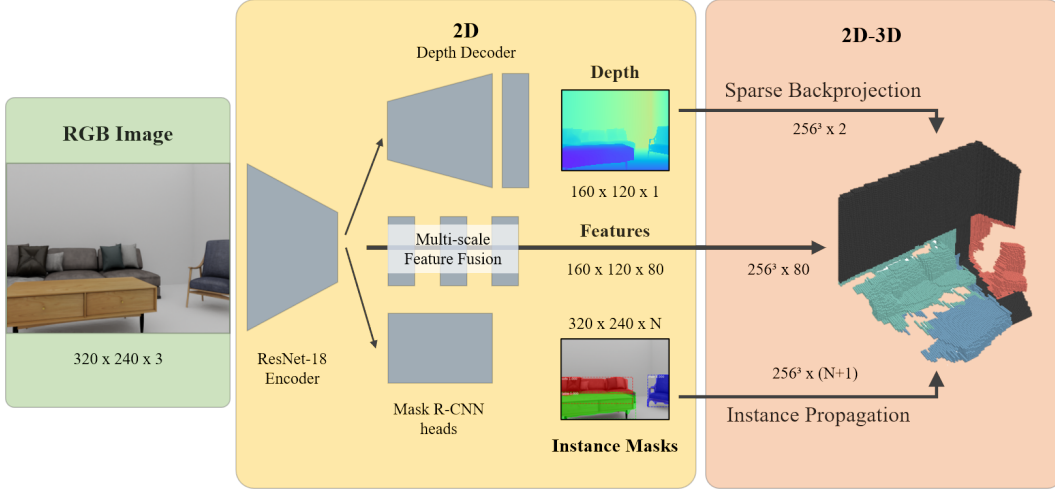 RGB Image
320 x 240 x 3
2D
Depth Decoder
ResNet-18
Encoder
Multi-scale
Feature Fusion
Mask R-CNN
heads
Depth
160 x 120 x 1
Features
160 x 120 x 80
320 x 240 x N
Instance Masks
2D-3D
Sparse Backprojection
256³ x 2
256³ x 80
256³ x (N+1)
Instance Propagation